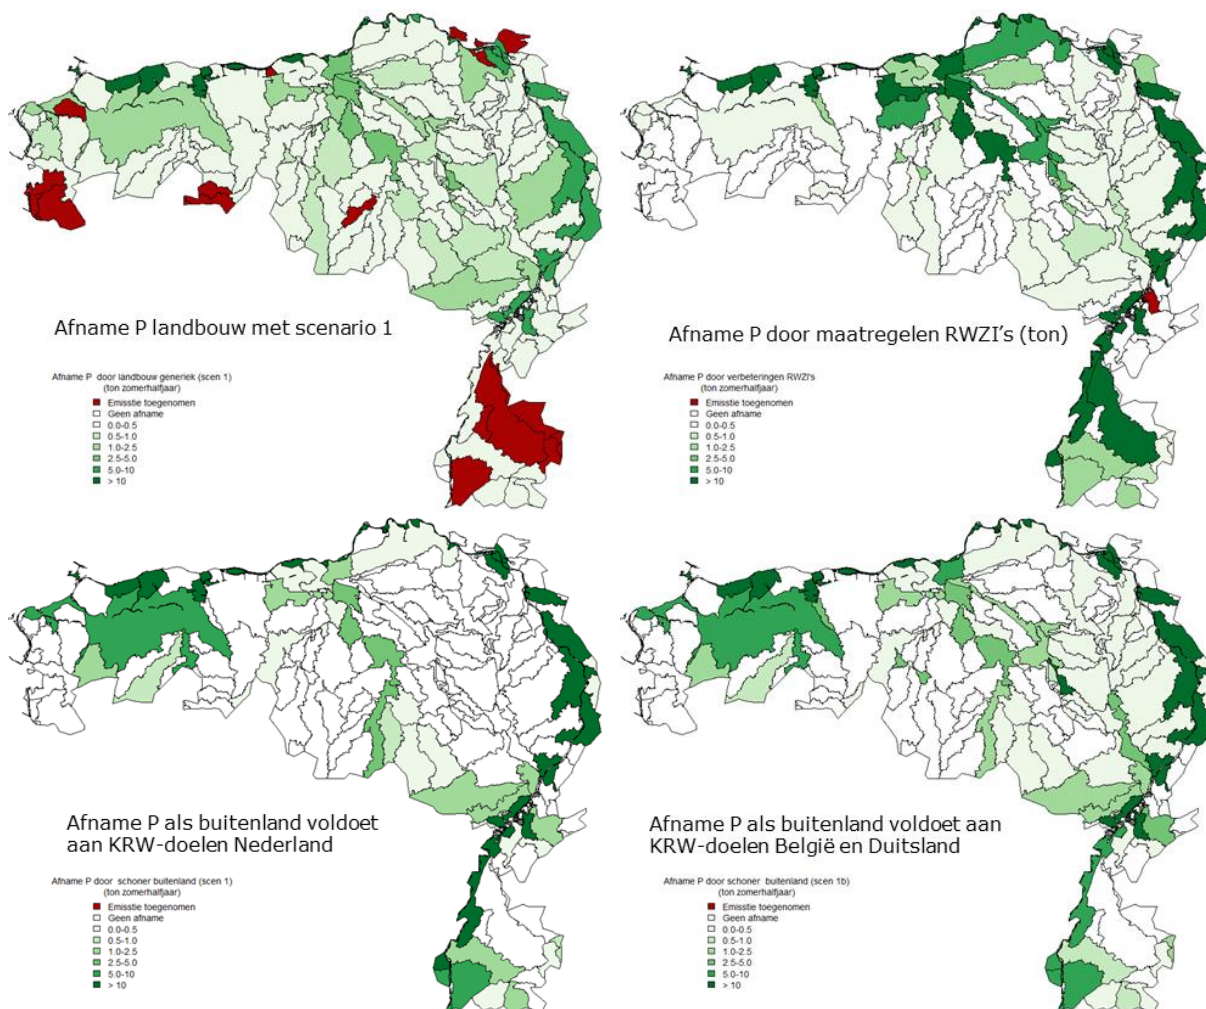 Afname P landbouw met scenario 1
Afname P door landbouw generiek (scen 1)
(ton zomerhalfjaar)
Emisstie toegenomen
Geen afname
0.0-0.5
0.5-1.0
1.0-2.5
2.5-5.0
5.0-10
> 10
Afname P door maatregelen RWZI’s (ton)
Afname P door verbeteringen RWZI's
(ton zomerhalfjaar)
Emisstie toegenomen
Geen afname
0.0-0.5
0.5-1.0
1.0-2.5
2.5-5.0
5.0-10
> 10
Afname P als buitenland voldoet
aan KRW-doelen Nederland
Afname P door schoner buitenland (scen 1)
(ton zomerhalfjaar)
Emisstie toegenomen
Geen afname
0.0-0.5
0.5-1.0
1.0-2.5
2.5-5.0
5.0-10
> 10
Afname P als buitenland voldoet aan
KRW-doelen België en Duitsland
Afname P door schoner buitenland (scen 1b)
(ton zomerhalfjaar)
Emisstie toegenomen
Geen afname
0.0-0.5
0.5-1.0
1.0-2.5
2.5-5.0
5.0-10
> 10